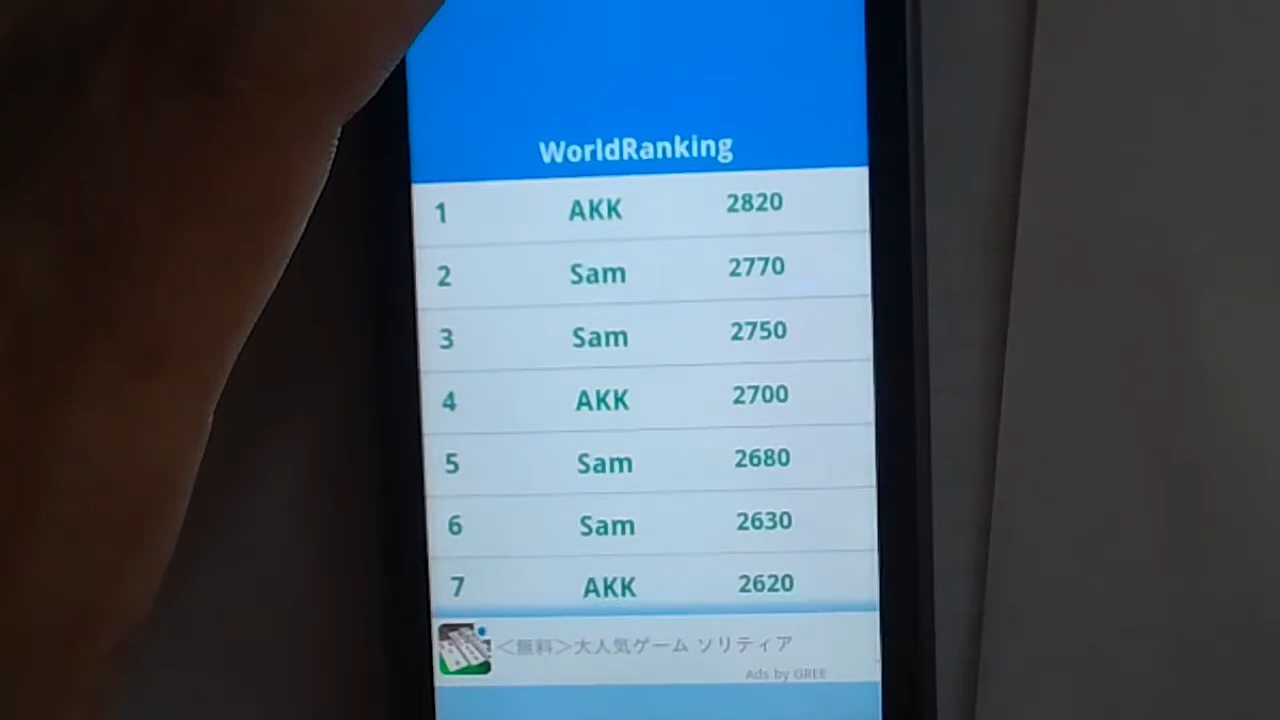 WorldRanking
1 AKK 2820
2 Sam 2770
3 Sam 2750
4 AKK 2700
5 Sam 2680
6 Sam 2630
7 AKK 2620
＜無料＞大人気ゲーム ソリティア
Ads by GREE